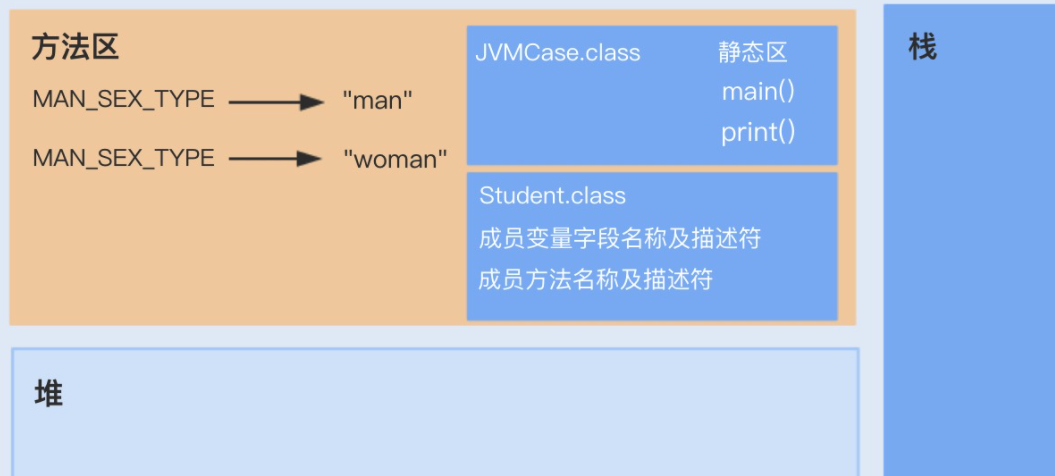 方法区
MAN_SEX_TYPE "man"
MAN_SEX_TYPE "woman"
JVMCase.class 静态区
main()
print()
Student.class
成员变量字段名称及描述符
成员方法名称及描述符
栈
堆